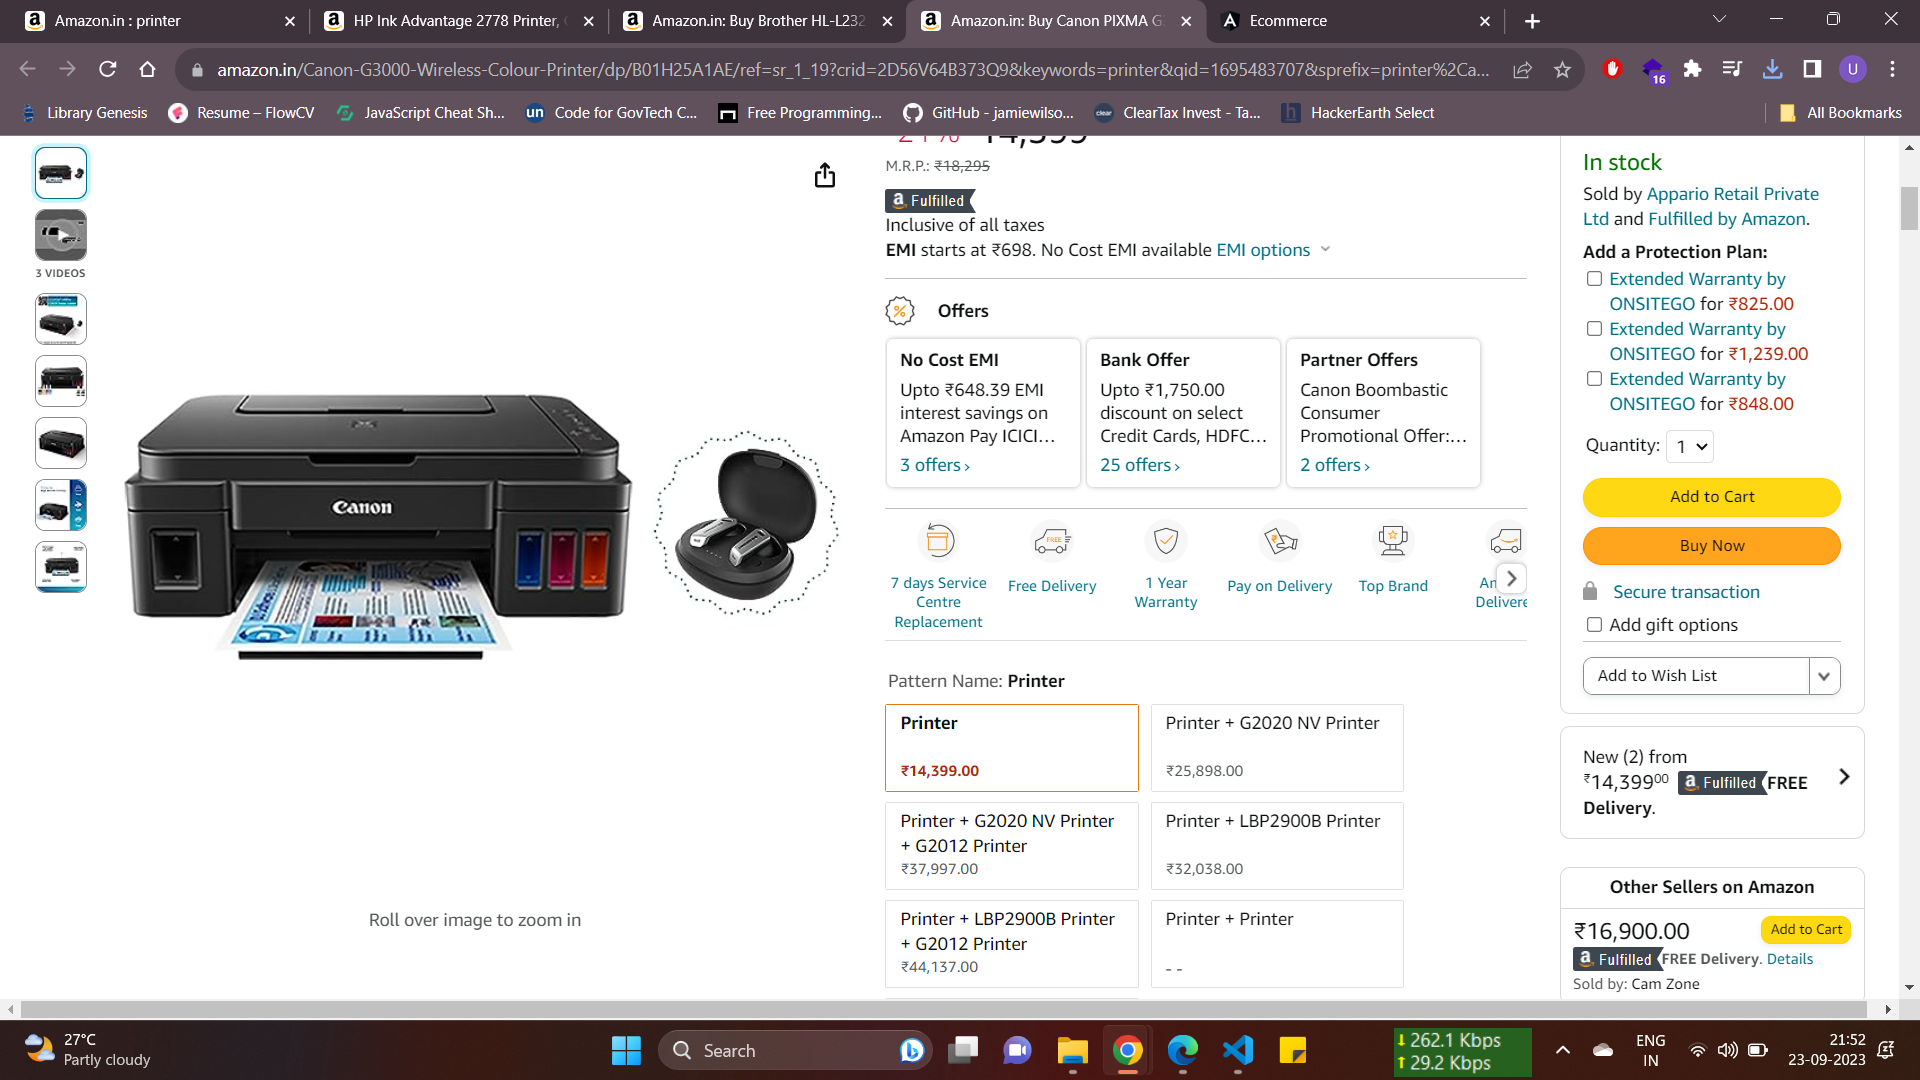 Amazon.in : printer
HP Ink Advantage 2778 Printer,
Amazon.in: Buy Brother HL-L232
Amazon.in: Buy Canon PIXMA G
Ecommerce
amazon.in/Canon-G3000-Wireless-Colour-Printer/dp/B01H25A1AE/ref=sr_1_19?crid=2D56V64B373Q9&keywords=printer&qid=1695483707&sprefix=printer%2Ca...
16
U
Library Genesis
Resume – FlowCV
JavaScript Cheat Sh...
un
Code for GovTech C...
Free Programming...
GitHub - jamiewilso...
clear
ClearTax Invest - Ta...
h
HackerEarth Select
All Bookmarks
3 VIDEOS
Canon
Roll over image to zoom in
-21% 14,399
M.R.P.: ₹18,295
a Fulfilled
Inclusive of all taxes
EMI starts at ₹698. No Cost EMI available EMI options
Offers
No Cost EMI
Upto ₹648.39 EMI
interest savings on
Amazon Pay ICICI...
3 offers ›
Bank Offer
Upto ₹1,750.00
discount on select
Credit Cards, HDFC...
25 offers ›
Partner Offers
Canon Boombastic
Consumer
Promotional Offer:...
2 offers ›
7 days Service
Centre
Replacement
FREE
Free Delivery
1 Year
Warranty
Pay on Delivery
Top Brand
Am
Delivere
Pattern Name: Printer
Printer
₹14,399.00
Printer + G2020 NV Printer
₹25,898.00
Printer + G2020 NV Printer
+ G2012 Printer
₹37,997.00
Printer + LBP2900B Printer
₹32,038.00
Printer + LBP2900B Printer
+ G2012 Printer
₹44,137.00
Printer + Printer
- -
In stock
Sold by Appario Retail Private
Ltd and Fulfilled by Amazon.
Add a Protection Plan:
Extended Warranty by
ONSITEGO for ₹825.00
Extended Warranty by
ONSITEGO for ₹1,239.00
Extended Warranty by
ONSITEGO for ₹848.00
Quantity: 1
Add to Cart
Buy Now
Secure transaction
Add gift options
Add to Wish List
New (2) from
₹14,39900 a Fulfilled FREE
Delivery.
Other Sellers on Amazon
₹16,900.00
Add to Cart
a Fulfilled FREE Delivery. Details
Sold by: Cam Zone
27°C
Partly cloudy
Search
262.1 Kbps
29.2 Kbps
ENG
IN
21:52
23-09-2023